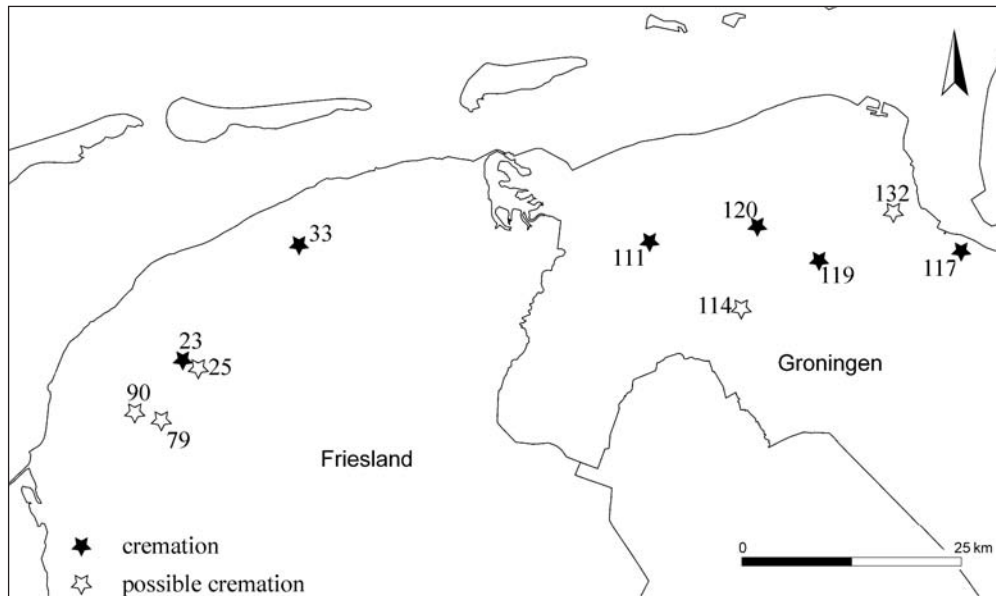 132
120
33
111
117
119
114
23
25
Groningen
90
79
Friesland
cremation
0 25 km
possible cremation